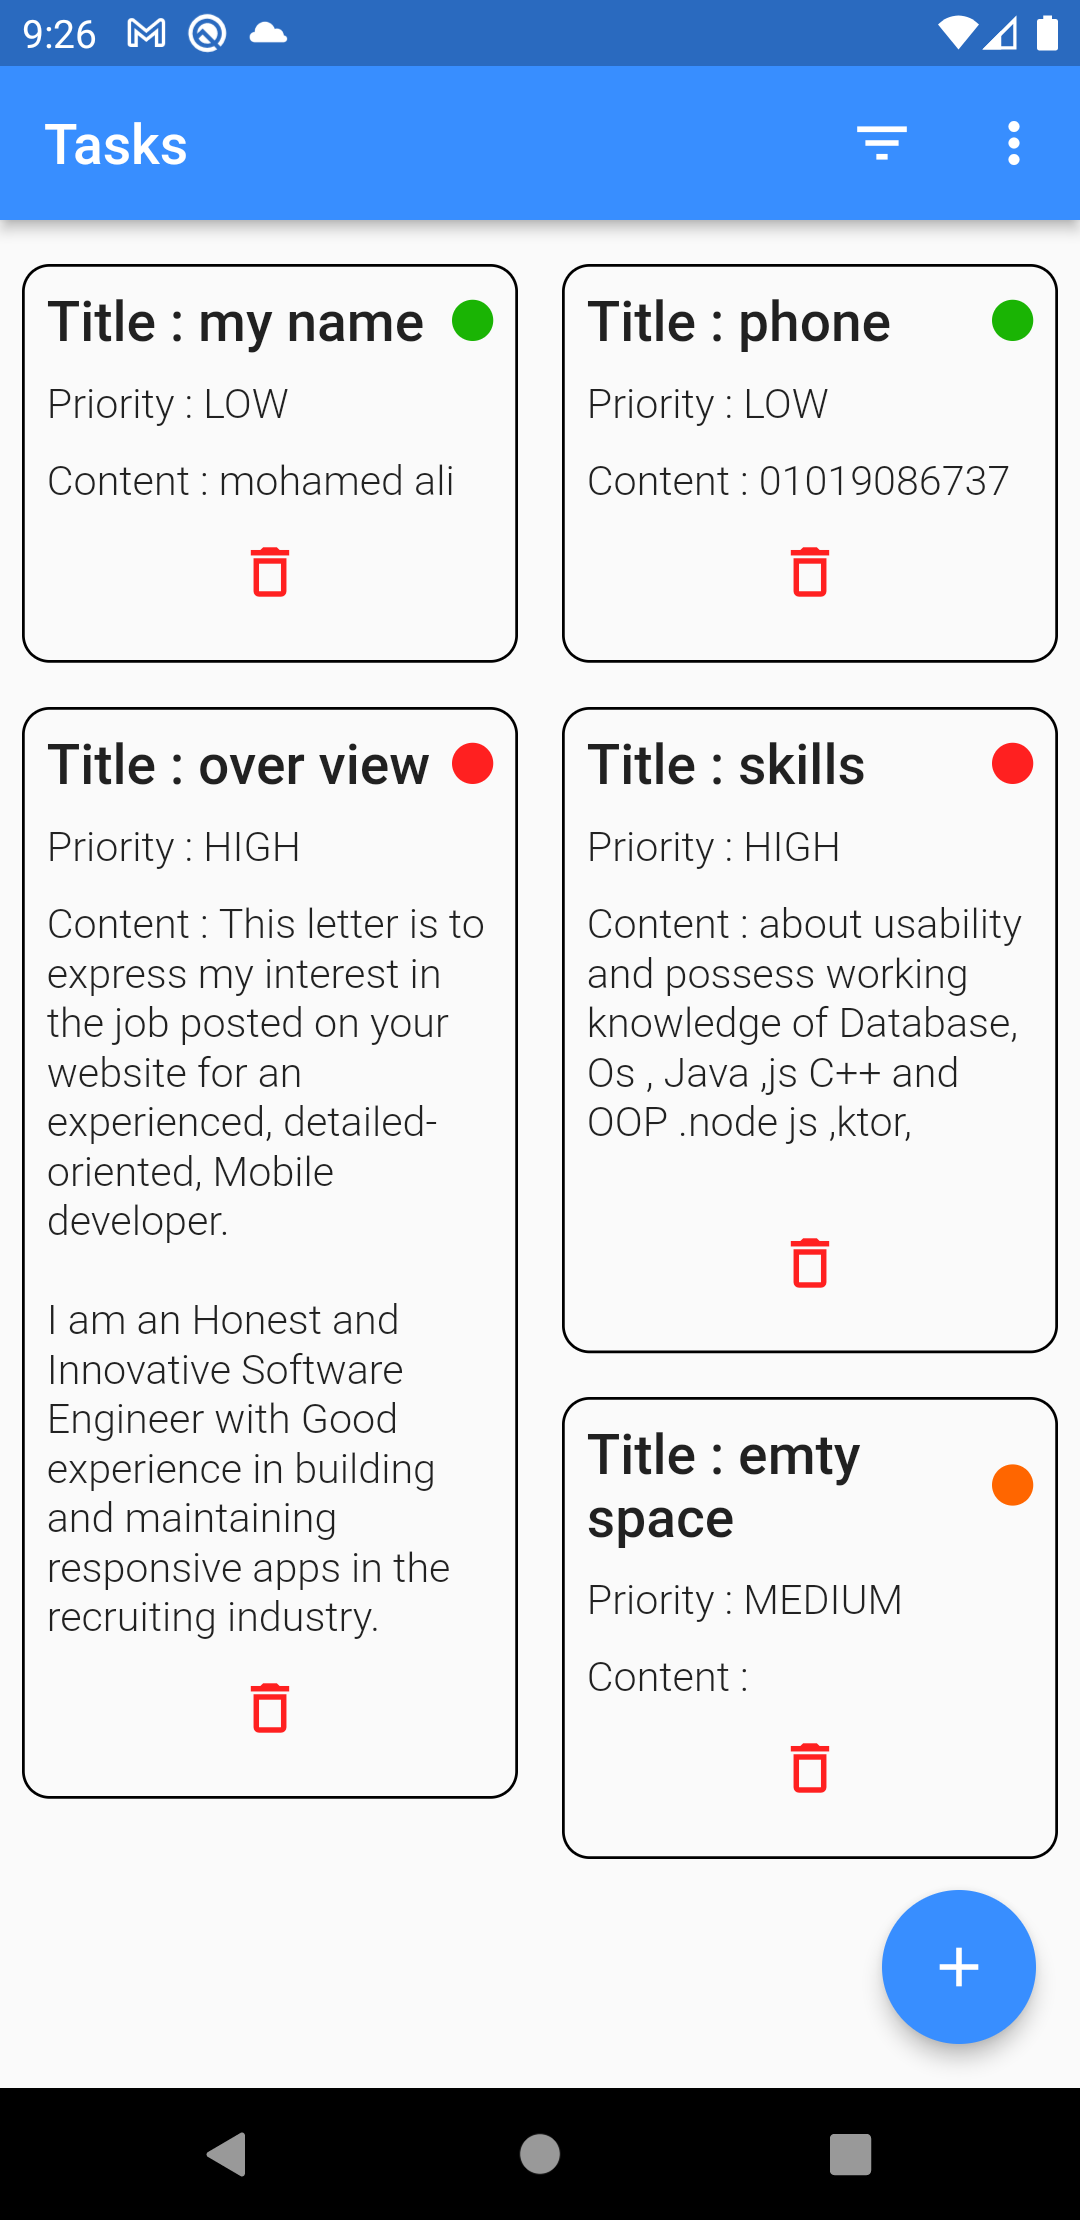 9:26
Tasks
Title : my name
Priority : LOW
Content : mohamed ali
Title : phone
Priority : LOW
Content : 01019086737
Title : over view
Priority : HIGH
Content : This letter is to
express my interest in
the job posted on your
website for an
experienced, detailed-
oriented, Mobile
developer.
I am an Honest and
Innovative Software
Engineer with Good
experience in building
and maintaining
responsive apps in the
recruiting industry.
Title : skills
Priority : HIGH
Content : about usability
and possess working
knowledge of Database,
Os , Java ,js C++ and
OOP .node js ,ktor,
Title : emty
space
Priority : MEDIUM
Content :